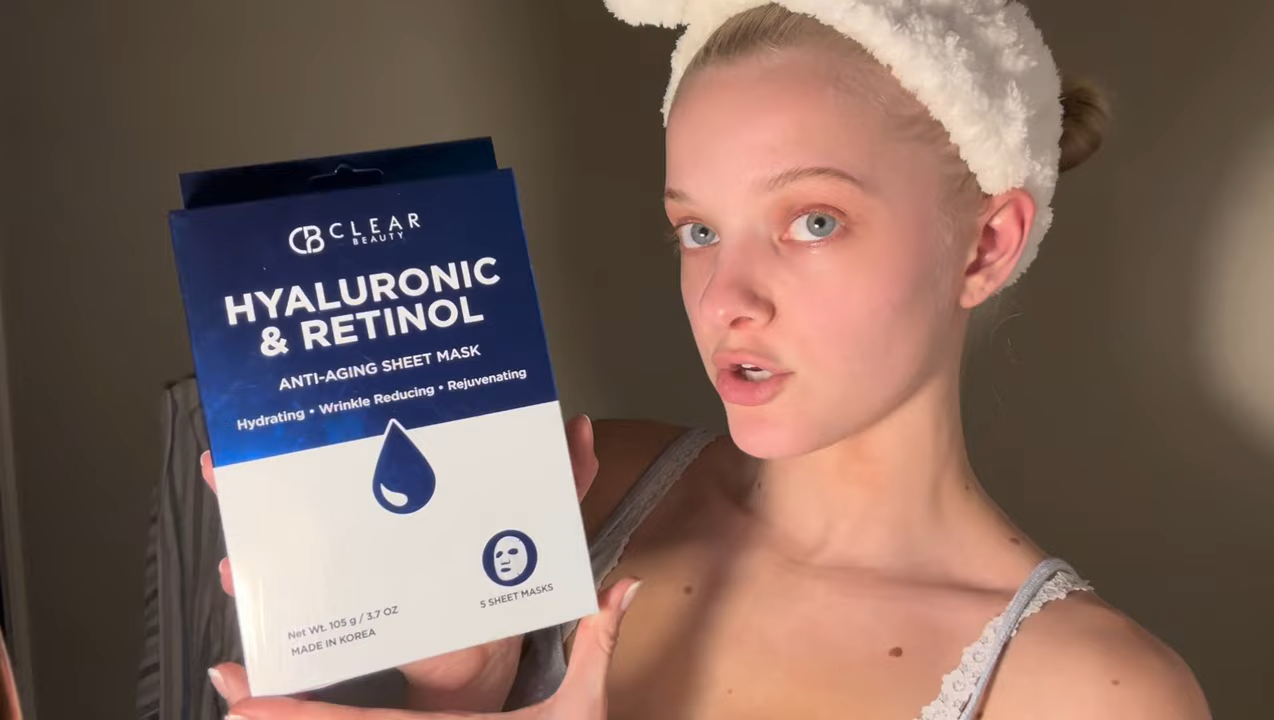 CB CLEAR
BEAUTY
HYALURONIC
& RETINOL
ANTI-AGING SHEET MASK
Hydrating • Wrinkle Reducing • Rejuvenating
5 SHEET MASKS
Net Wt. 105 g / 3.7 OZ
MADE IN KOREA